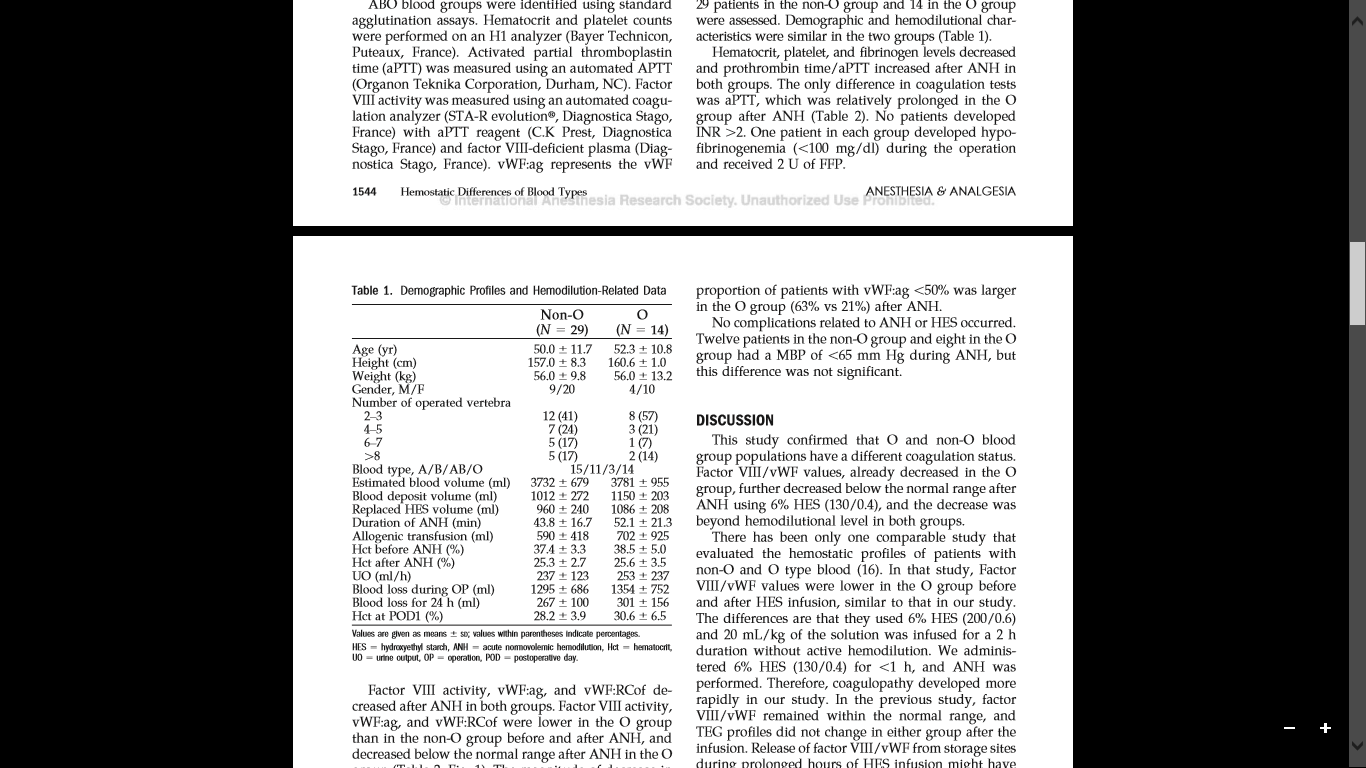 ABO blood groups were identified using standard
agglutination assays. Hematocrit and platelet counts
were performed on an H1 analyzer (Bayer Technicon,
Puteaux, France). Activated partial thromboplastin
time (aPTT) was measured using an automated APTT
(Organon Teknika Corporation, Durham, NC). Factor
VIII activity was measured using an automated coagu-
lation analyzer (STA-R evolution®, Diagnostica Stago,
France) with aPTT reagent (C.K Prest, Diagnostica
Stago, France) and factor VIII-deficient plasma (Diag-
nostica Stago, France). vWF:ag represents the vWF
29 patients in the non-O group and 14 in the O group
were assessed. Demographic and hemodilutional char-
acteristics were similar in the two groups (Table 1).
Hematocrit, platelet, and fibrinogen levels decreased
and prothrombin time/aPTT increased after ANH in
both groups. The only difference in coagulation tests
was aPTT, which was relatively prolonged in the O
group after ANH (Table 2). No patients developed
INR >2. One patient in each group developed hypo-
fibrinogenemia (<100 mg/dl) during the operation
and received 2 U of FFP.
1544 Hemostatic Differences of Blood Types ANESTHESIA & ANALGESIA
© International Anesthesia Research Society. Unauthorized Use Prohibited.
Table 1. Demographic Profiles and Hemodilution-Related Data
Non-O O
(N = 29) (N = 14)
Age (yr) 50.0 ± 11.7 52.3 ± 10.8
Height (cm) 157.0 ± 8.3 160.6 ± 1.0
Weight (kg) 56.0 ± 9.8 56.0 ± 13.2
Gender, M/F 9/20 4/10
Number of operated vertebra
2–3 12 (41) 8 (57)
4–5 7 (24) 3 (21)
6–7 5 (17) 1 (7)
>8 5 (17) 2 (14)
Blood type, A/B/AB/O 15/11/3/14
Estimated blood volume (ml) 3732 ± 679 3781 ± 955
Blood deposit volume (ml) 1012 ± 272 1150 ± 203
Replaced HES volume (ml) 960 ± 240 1086 ± 208
Duration of ANH (min) 43.8 ± 16.7 52.1 ± 21.3
Allogenic transfusion (ml) 590 ± 418 702 ± 925
Hct before ANH (%) 37.4 ± 3.3 38.5 ± 5.0
Hct after ANH (%) 25.3 ± 2.7 25.6 ± 3.5
UO (ml/h) 237 ± 123 253 ± 237
Blood loss during OP (ml) 1295 ± 686 1354 ± 752
Blood loss for 24 h (ml) 267 ± 100 301 ± 156
Hct at POD1 (%) 28.2 ± 3.9 30.6 ± 6.5
Values are given as means ± SD; values within parentheses indicate percentages.
HES = hydroxyethyl starch, ANH = acute normovolemic hemodilution, Hct = hematocrit,
UO = urine output, OP = operation, POD = postoperative day.
Factor VIII activity, vWF:ag, and vWF:RCof de-
creased after ANH in both groups. Factor VIII activity,
vWF:ag, and vWF:RCof were lower in the O group
than in the non-O group before and after ANH, and
decreased below the normal range after ANH in the O
proportion of patients with vWF:ag <50% was larger
in the O group (63% vs 21%) after ANH.
No complications related to ANH or HES occurred.
Twelve patients in the non-O group and eight in the O
group had a MBP of <65 mm Hg during ANH, but
this difference was not significant.
DISCUSSION
This study confirmed that O and non-O blood
group populations have a different coagulation status.
Factor VIII/vWF values, already decreased in the O
group, further decreased below the normal range after
ANH using 6% HES (130/0.4), and the decrease was
beyond hemodilutional level in both groups.
There has been only one comparable study that
evaluated the hemostatic profiles of patients with
non-O and O type blood (16). In that study, Factor
VIII/vWF values were lower in the O group before
and after HES infusion, similar to that in our study.
The differences are that they used 6% HES (200/0.6)
and 20 mL/kg of the solution was infused for a 2 h
duration without active hemodilution. We adminis-
tered 6% HES (130/0.4) for <1 h, and ANH was
performed. Therefore, coagulopathy developed more
rapidly in our study. In the previous study, factor
VIII/vWF remained within the normal range, and
TEG profiles did not change in either group after the
infusion. Release of factor VIII/vWF from storage sites
during prolonged hours of HES infusion might have